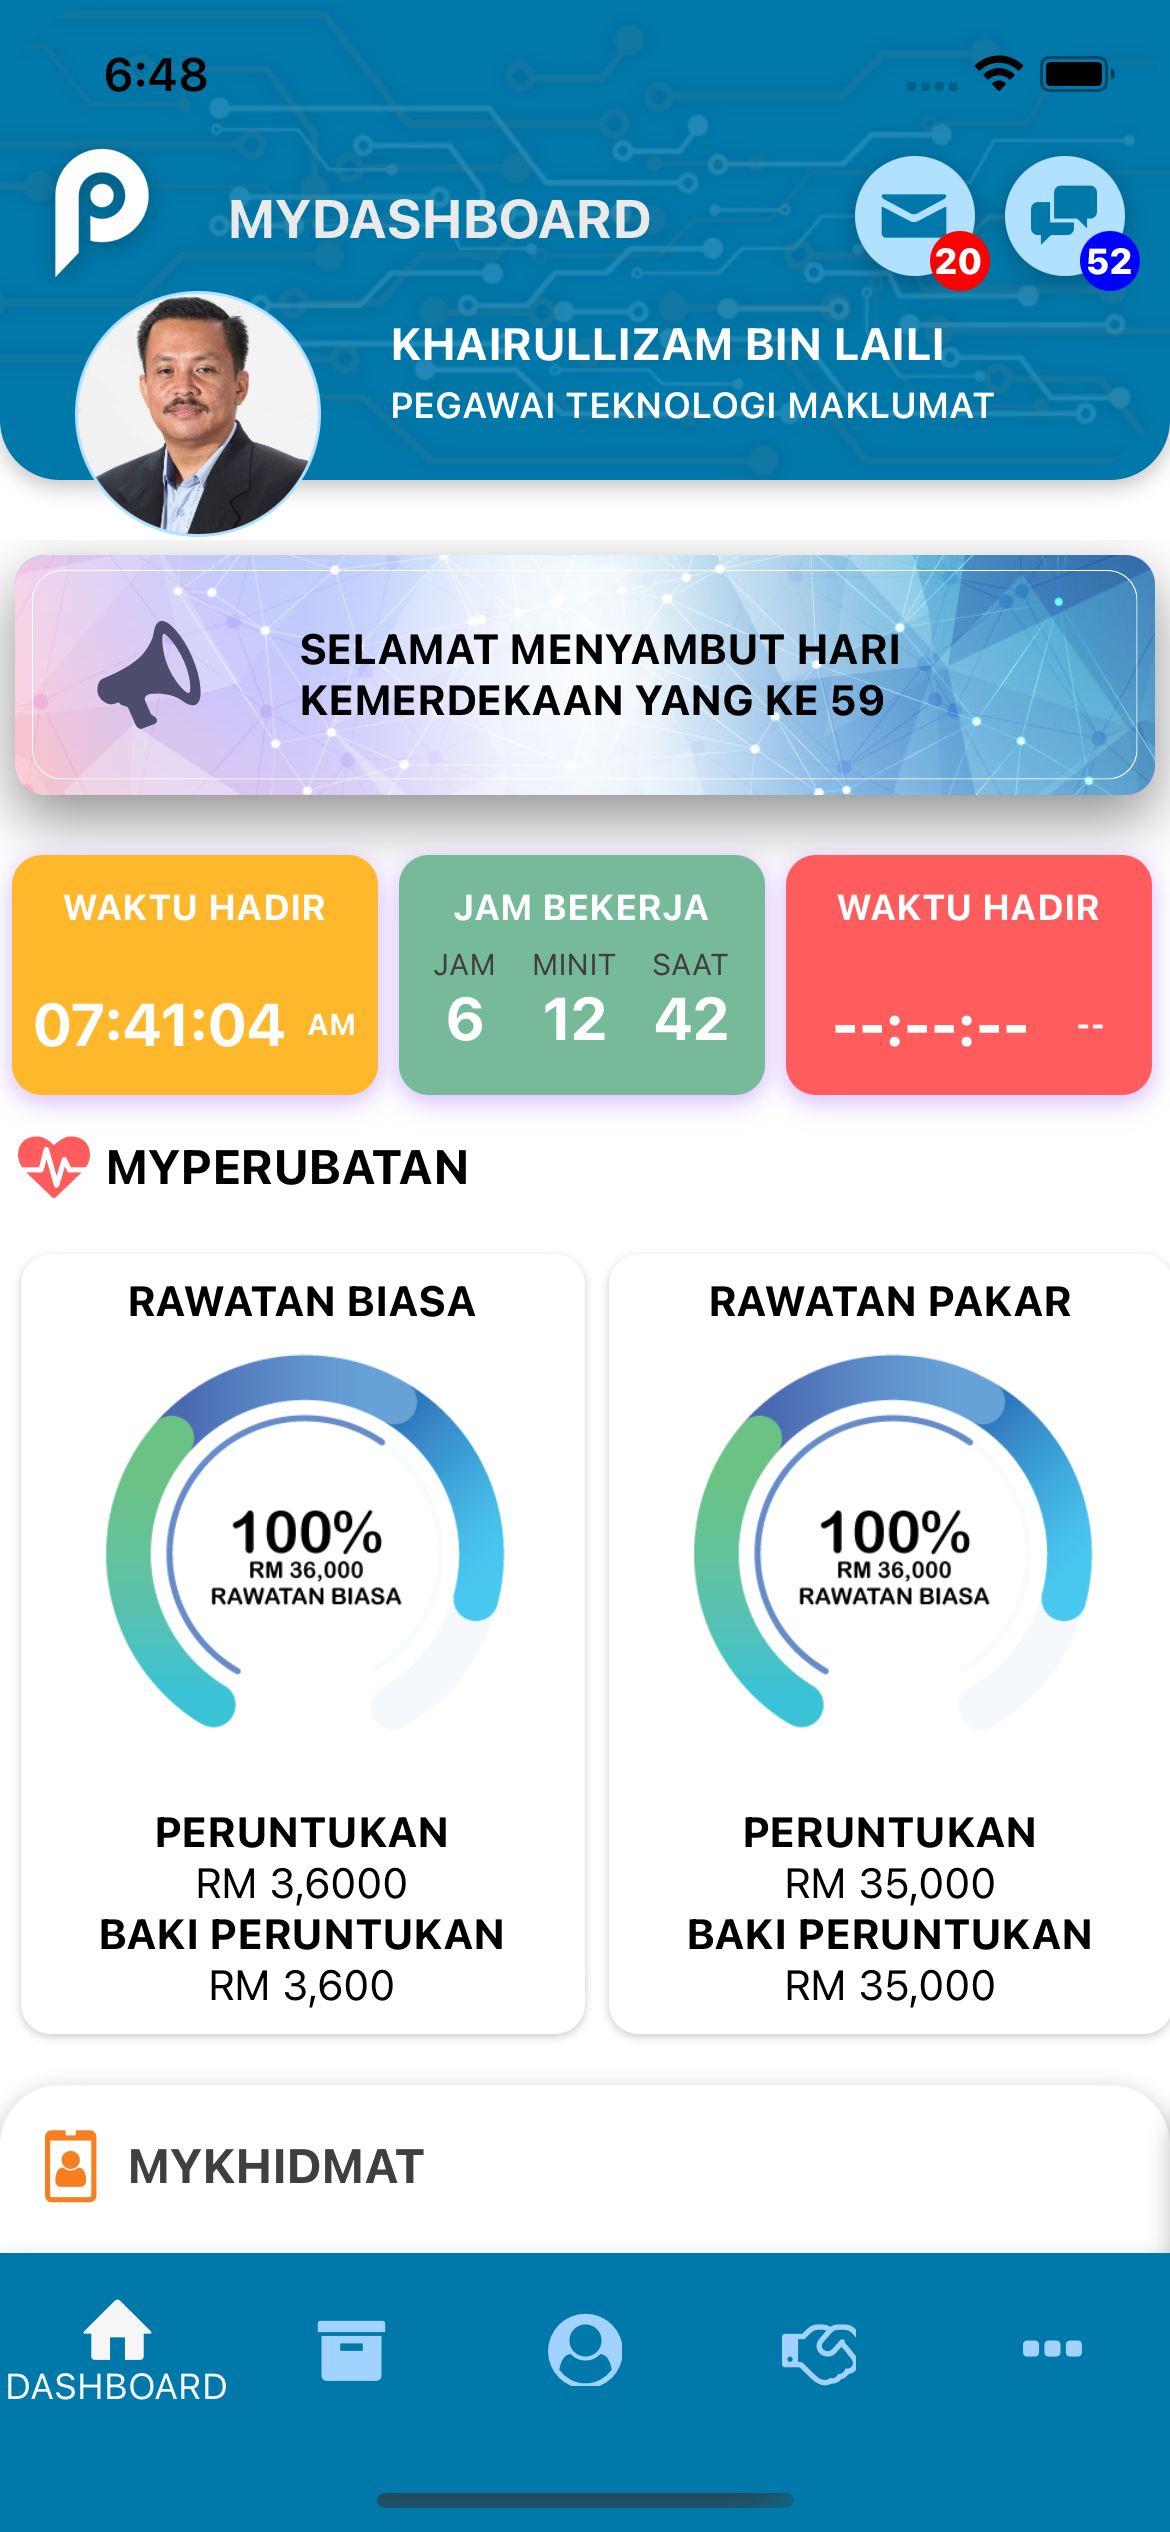 6:48
MYDASHBOARD
20
52
KHAIRULLIZAM BIN LAILI
PEGAWAI TEKNOLOGI MAKLUMAT
SELAMAT MENYAMBUT HARI
KEMERDEKAAN YANG KE 59
WAKTU HADIR
07:41:04 AM
JAM BEKERJA
JAM MINIT SAAT
6 12 42
WAKTU HADIR
--:--:-- --
MYPERUBATAN
RAWATAN BIASA
100%
RM 36,000
RAWATAN BIASA
PERUNTUKAN
RM 3,6000
BAKI PERUNTUKAN
RM 3,600
RAWATAN PAKAR
100%
RM 36,000
RAWATAN BIASA
PERUNTUKAN
RM 35,000
BAKI PERUNTUKAN
RM 35,000
MYKHIDMAT
DASHBOARD